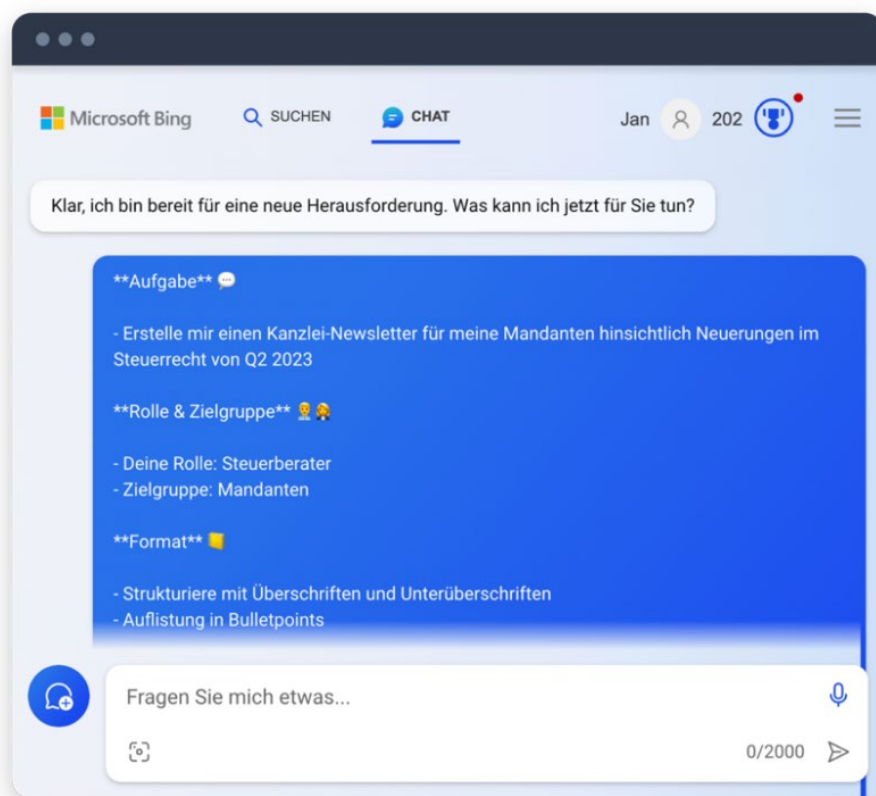 Microsoft Bing
SUCHEN
CHAT
Jan
202
Klar, ich bin bereit für eine neue Herausforderung. Was kann ich jetzt für Sie tun?
**Aufgabe** 💬
- Erstelle mir einen Kanzlei-Newsletter für meine Mandanten hinsichtlich Neuerungen im
Steuerrecht von Q2 2023
**Rolle & Zielgruppe** 👨‍💼👩‍💼
- Deine Rolle: Steuerberater
- Zielgruppe: Mandanten
**Format** 📒
- Strukturiere mit Überschriften und Unterüberschriften
- Auflistung in Bulletpoints
Fragen Sie mich etwas...
0/2000